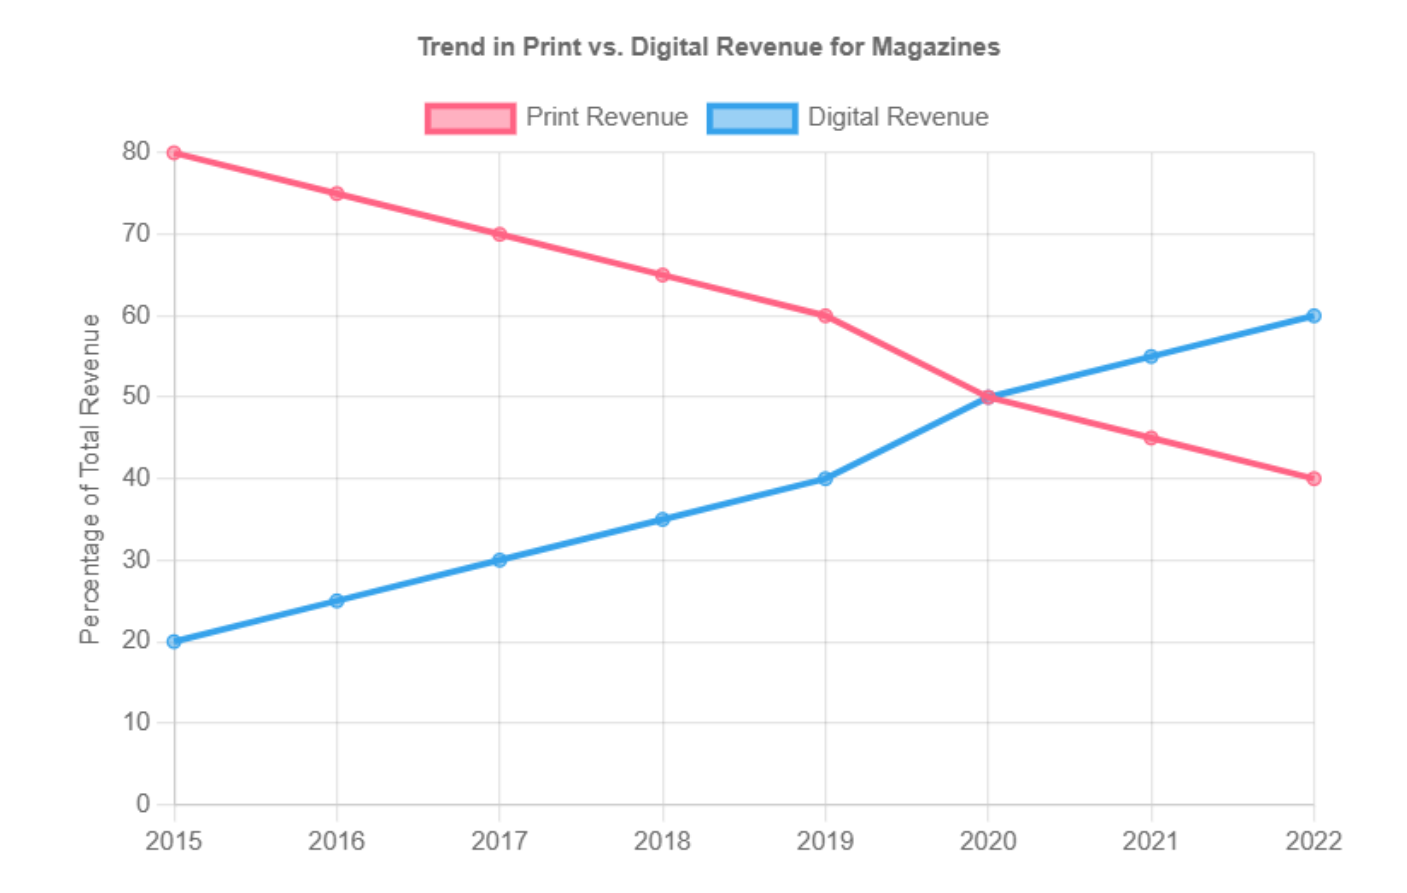 Trend in Print vs. Digital Revenue for Magazines
Print Revenue Digital Revenue
80
70
60
50
40
30
20
10
0
Percentage of Total Revenue
2015 2016 2017 2018 2019 2020 2021 2022